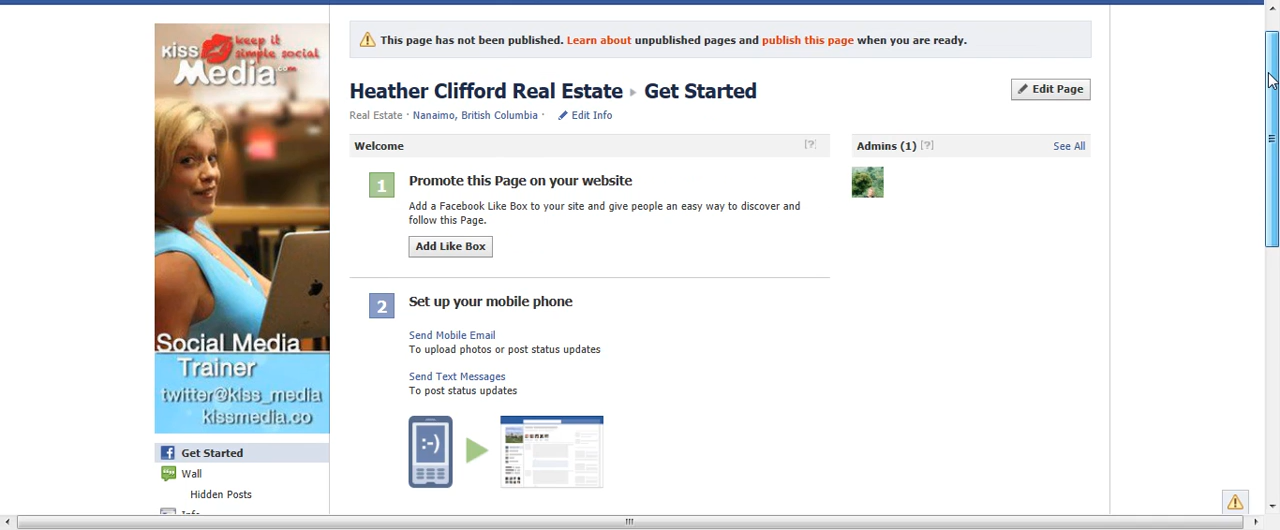 kiss keep it
simple social
Media.com
Social Media
Trainer
twitter@kiss_media
kissmedia.co
Get Started
Wall
Hidden Posts
Info
This page has not been published. Learn about unpublished pages and publish this page when you are ready.
Heather Clifford Real Estate ▸ Get Started
Edit Page
Real Estate · Nanaimo, British Columbia · Edit Info
Welcome [?]
1 Promote this Page on your website
Add a Facebook Like Box to your site and give people an easy way to discover and
follow this Page.
Add Like Box
2 Set up your mobile phone
Send Mobile Email
To upload photos or post status updates
Send Text Messages
To post status updates
:-)
Admins (1) [?] See All